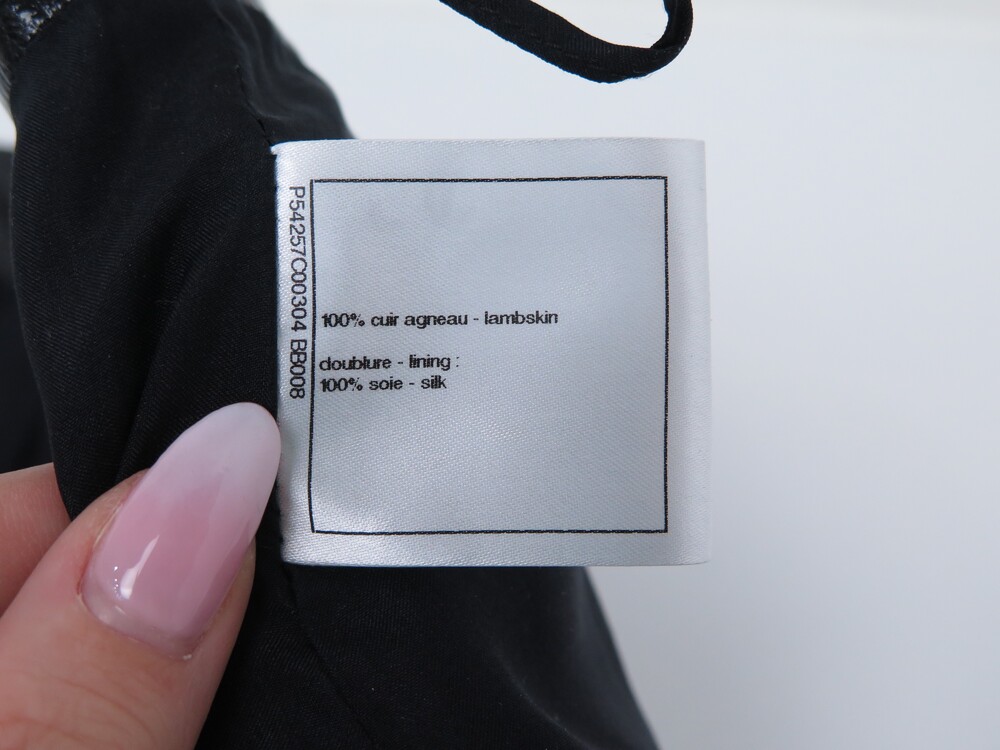 P54257C00304 BB008
100% cuir agneau - lambskin
doublure - lining :
100% soie - silk